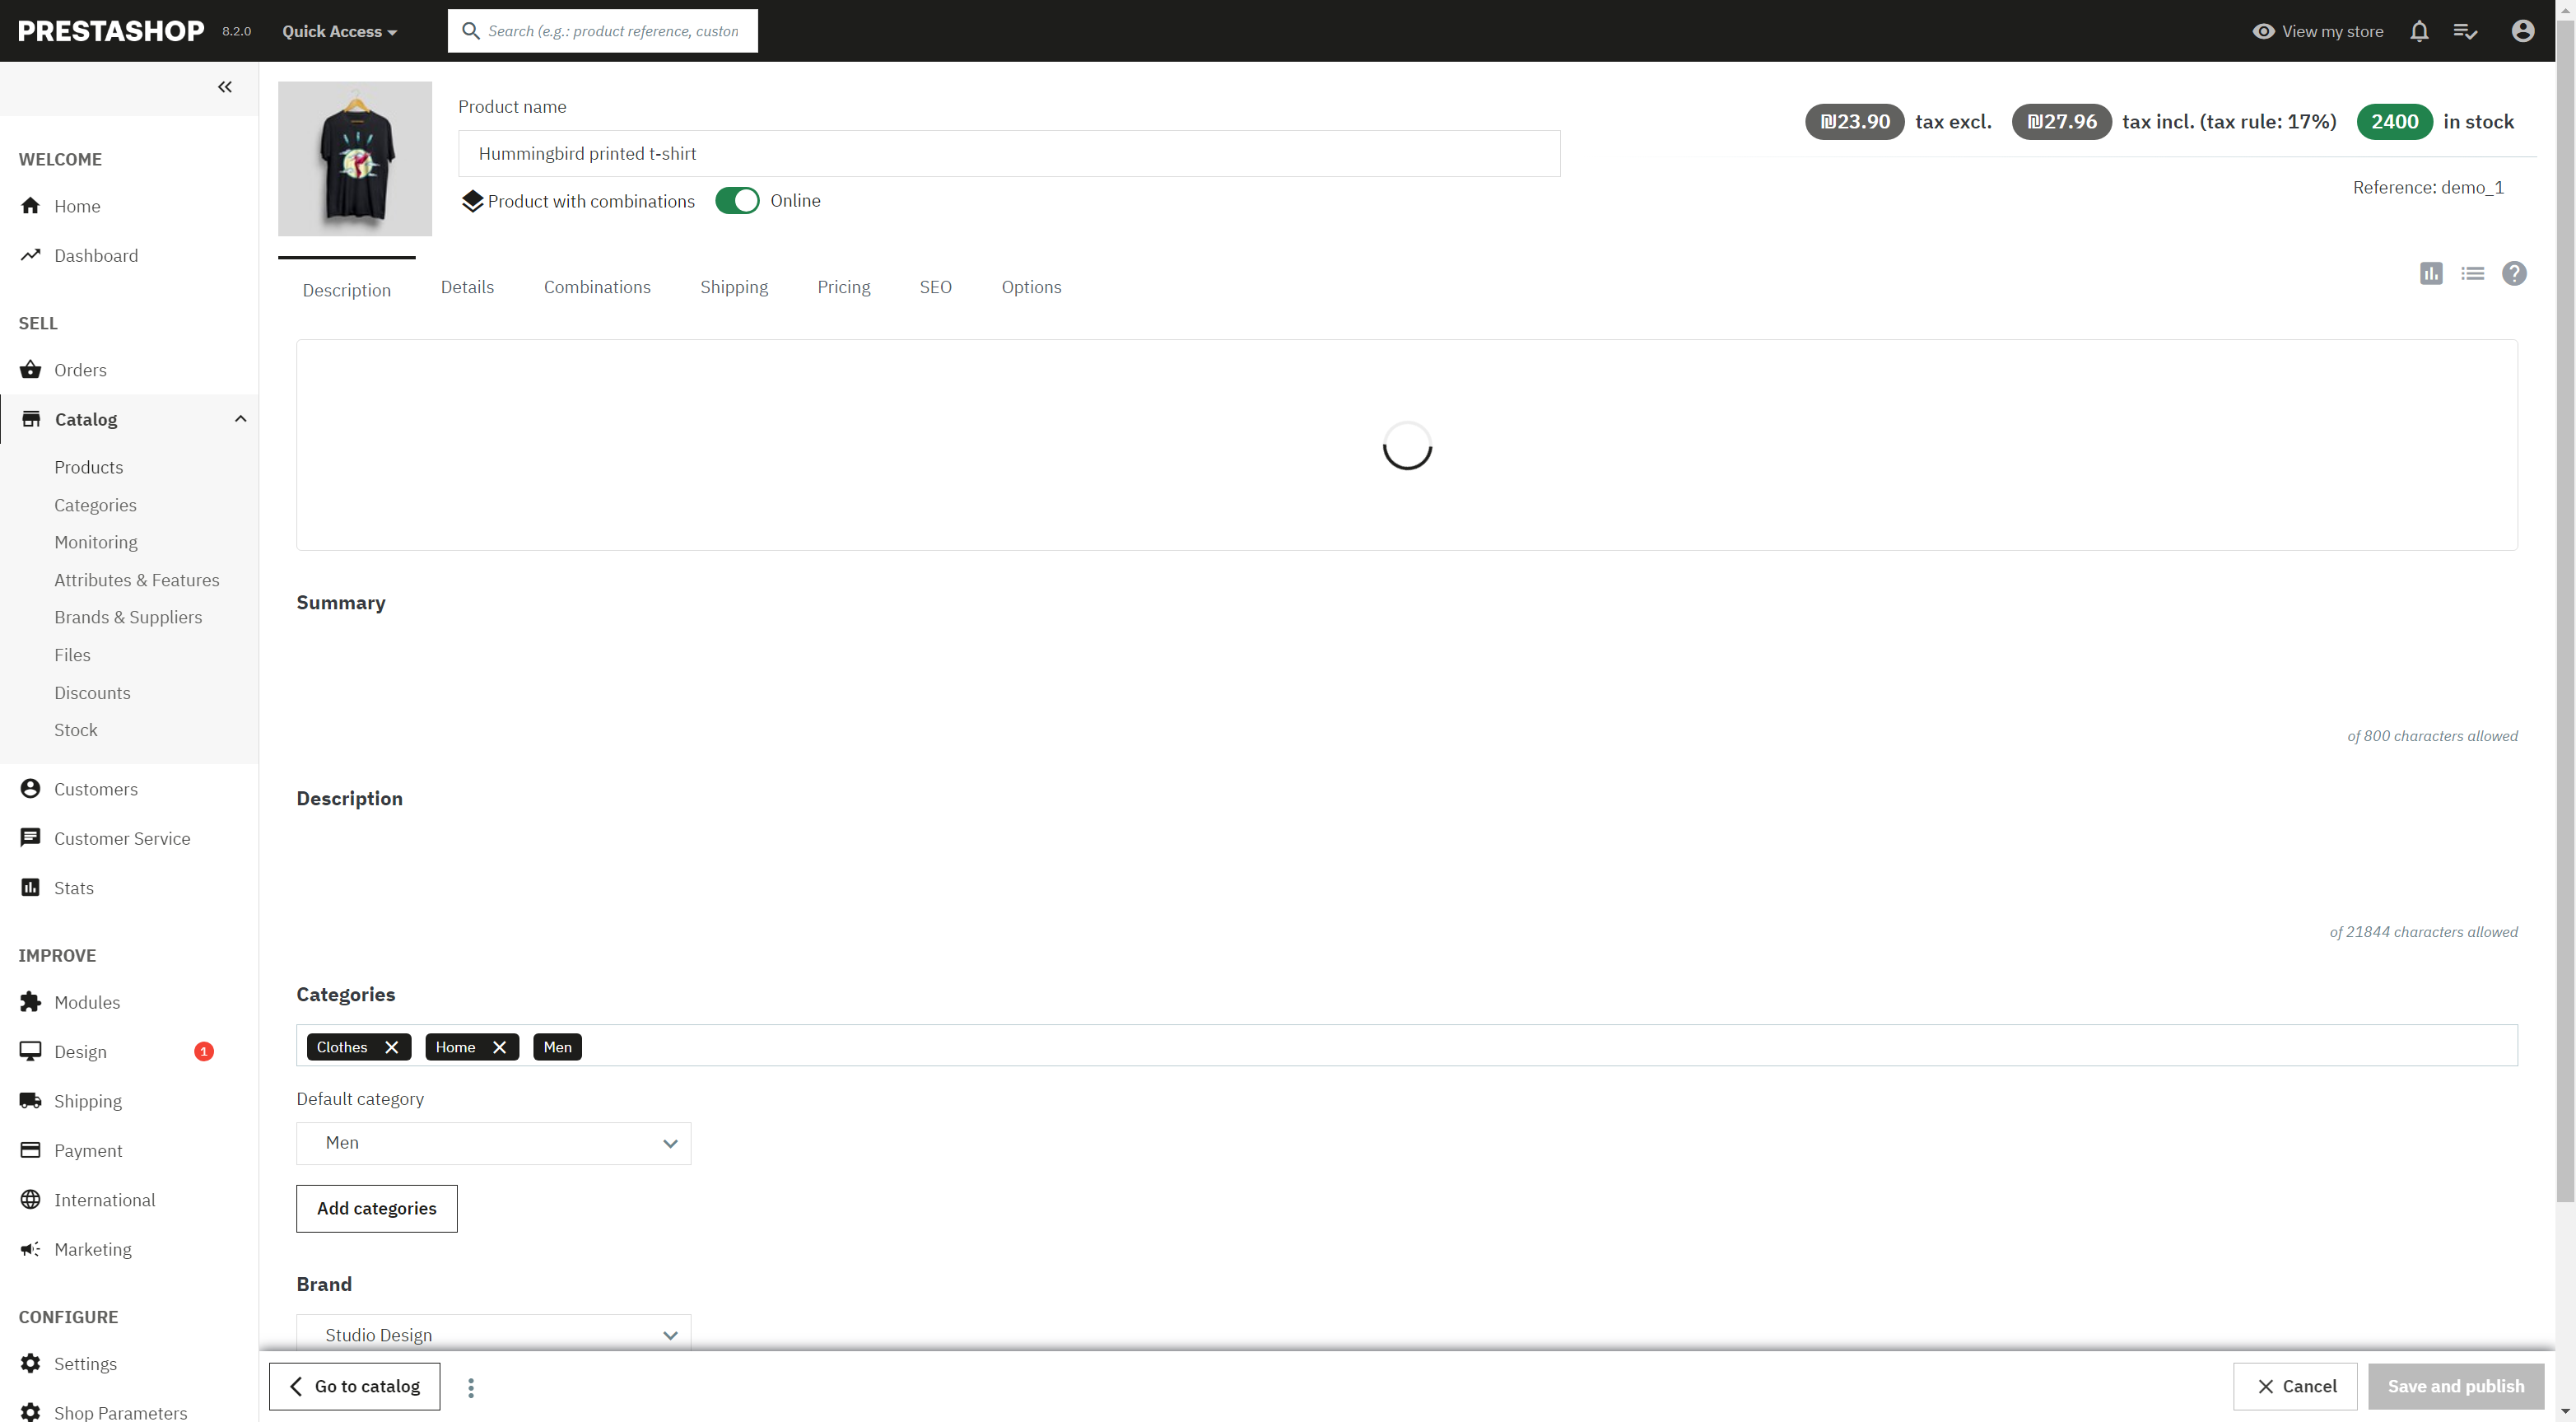 PRESTASHOP 8.2.0 Quick Access Search (e.g.: product reference, custon View my store
WELCOME
Home
Dashboard
SELL
Orders
Catalog
Products
Categories
Monitoring
Attributes & Features
Brands & Suppliers
Files
Discounts
Stock
Customers
Customer Service
Stats
IMPROVE
Modules
Design 1
Shipping
Payment
International
Marketing
CONFIGURE
Settings
Shop Parameters
Product name
Hummingbird printed t-shirt
Product with combinations Online
₪23.90 tax excl. ₪27.96 tax incl. (tax rule: 17%) 2400 in stock
Reference: demo_1
Description Details Combinations Shipping Pricing SEO Options
Summary
of 800 characters allowed
Description
of 21844 characters allowed
Categories
Clothes Home Men
Default category
Men
Add categories
Brand
Studio Design
Go to catalog Cancel Save and publish